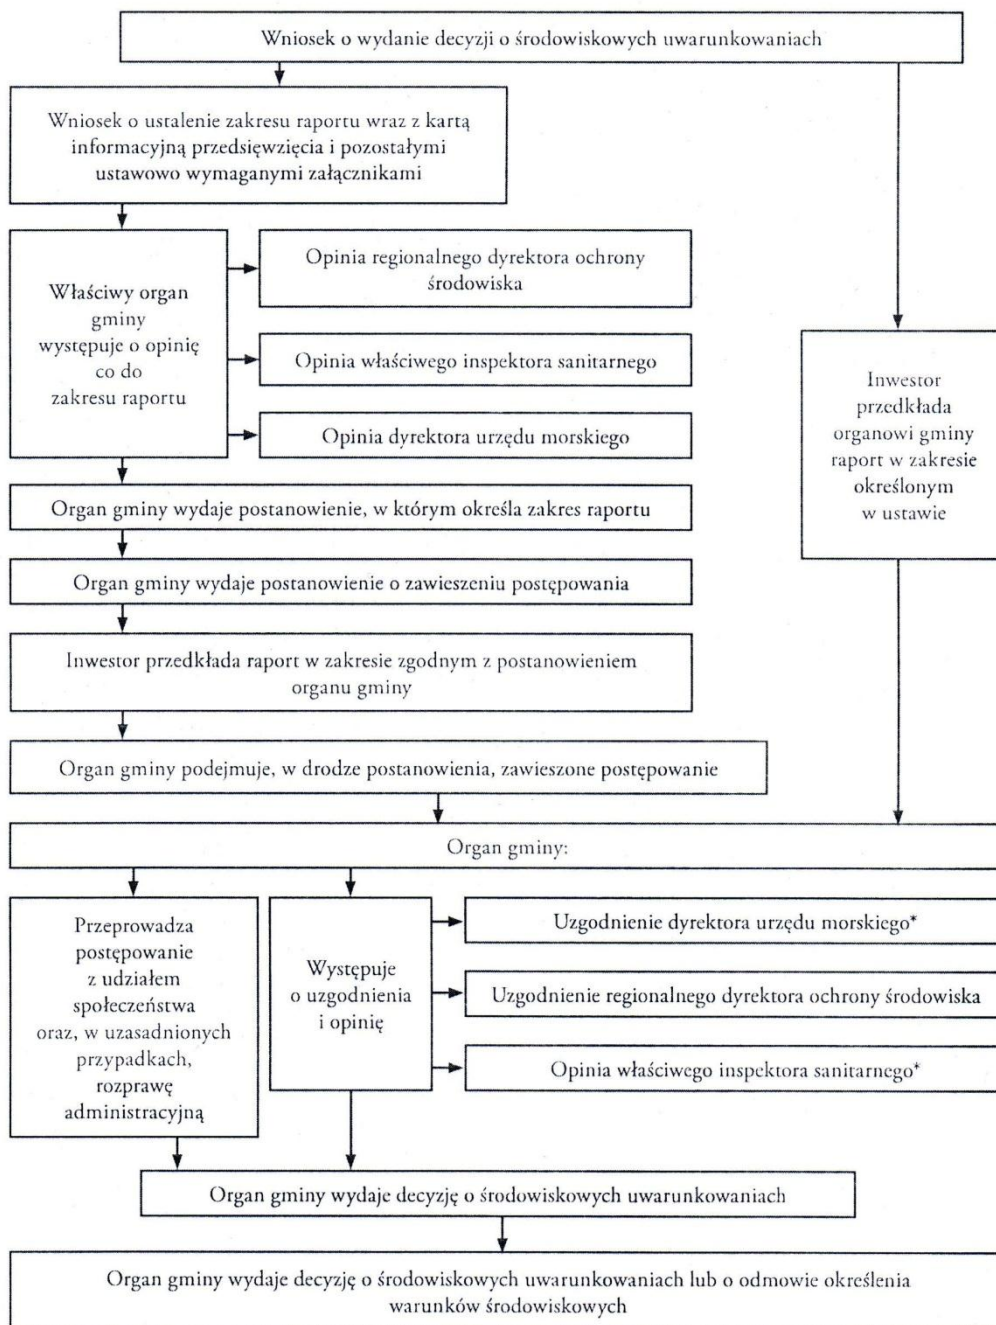 Wniosek o wydanie decyzji o środowiskowych uwarunkowaniach
Wniosek o ustalenie zakresu raportu wraz z kartą
informacyjną przedsięwzięcia i pozostałymi
ustawowo wymaganymi załącznikami
Właściwy organ
gminy
występuje o opinię
co do
zakresu raportu
Opinia regionalnego dyrektora ochrony
środowiska
Opinia właściwego inspektora sanitarnego
Opinia dyrektora urzędu morskiego
Inwestor
przedkłada
organowi gminy
raport w zakresie
określonym
w ustawie
Organ gminy wydaje postanowienie, w którym określa zakres raportu
Organ gminy wydaje postanowienie o zawieszeniu postępowania
Inwestor przedkłada raport w zakresie zgodnym z postanowieniem
organu gminy
Organ gminy podejmuje, w drodze postanowienia, zawieszone postępowanie
Organ gminy:
Przeprowadza
postępowanie
z udziałem
społeczeństwa
oraz, w uzasadnionych
przypadkach,
rozprawę
administracyjną
Występuje
o uzgodnienia
i opinię
Uzgodnienie dyrektora urzędu morskiego*
Uzgodnienie regionalnego dyrektora ochrony środowiska
Opinia właściwego inspektora sanitarnego*
Organ gminy wydaje decyzję o środowiskowych uwarunkowaniach
Organ gminy wydaje decyzję o środowiskowych uwarunkowaniach lub o odmowie określenia
warunków środowiskowych